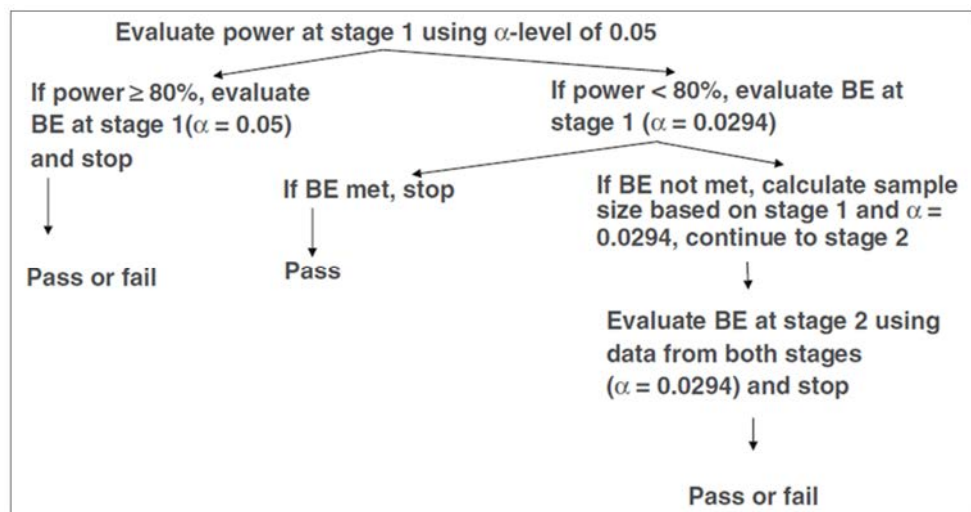 Evaluate power at stage 1 using α-level of 0.05
If power ≥ 80%, evaluate
BE at stage 1(α = 0.05)
and stop
If power < 80%, evaluate BE at
stage 1 (α = 0.0294)
If BE met, stop
If BE not met, calculate sample
size based on stage 1 and α =
0.0294, continue to stage 2
Pass or fail
Pass
Evaluate BE at stage 2 using
data from both stages
(α = 0.0294) and stop
Pass or fail